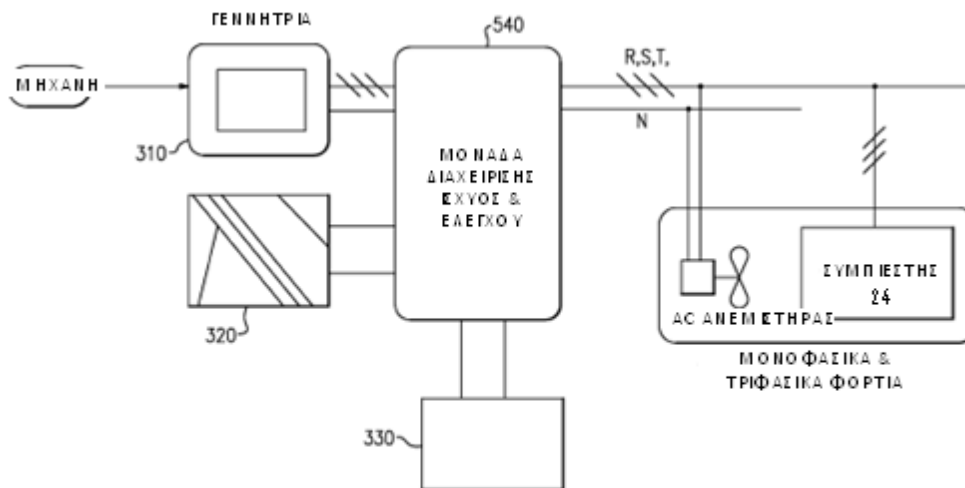 ΓΕΝΝΗΤΡΙΑ
540
ΜΗΧΑΝΗ
R,S,T,
N
310
ΜΟΝΑΔΑ
ΔΙΑΧΕΙΡΙΣΗΣ
ΙΣΧΥΟΣ &
ΕΛΕΓΧΟΥ
320
ΣΥΜΠΙΕΣΤΗΣ
24
AC ΑΝΕΜΙΣΤΗΡΑΣ
ΜΟΝΟΦΑΣΙΚΑ &
ΤΡΙΦΑΣΙΚΑ ΦΟΡΤΙΑ
330